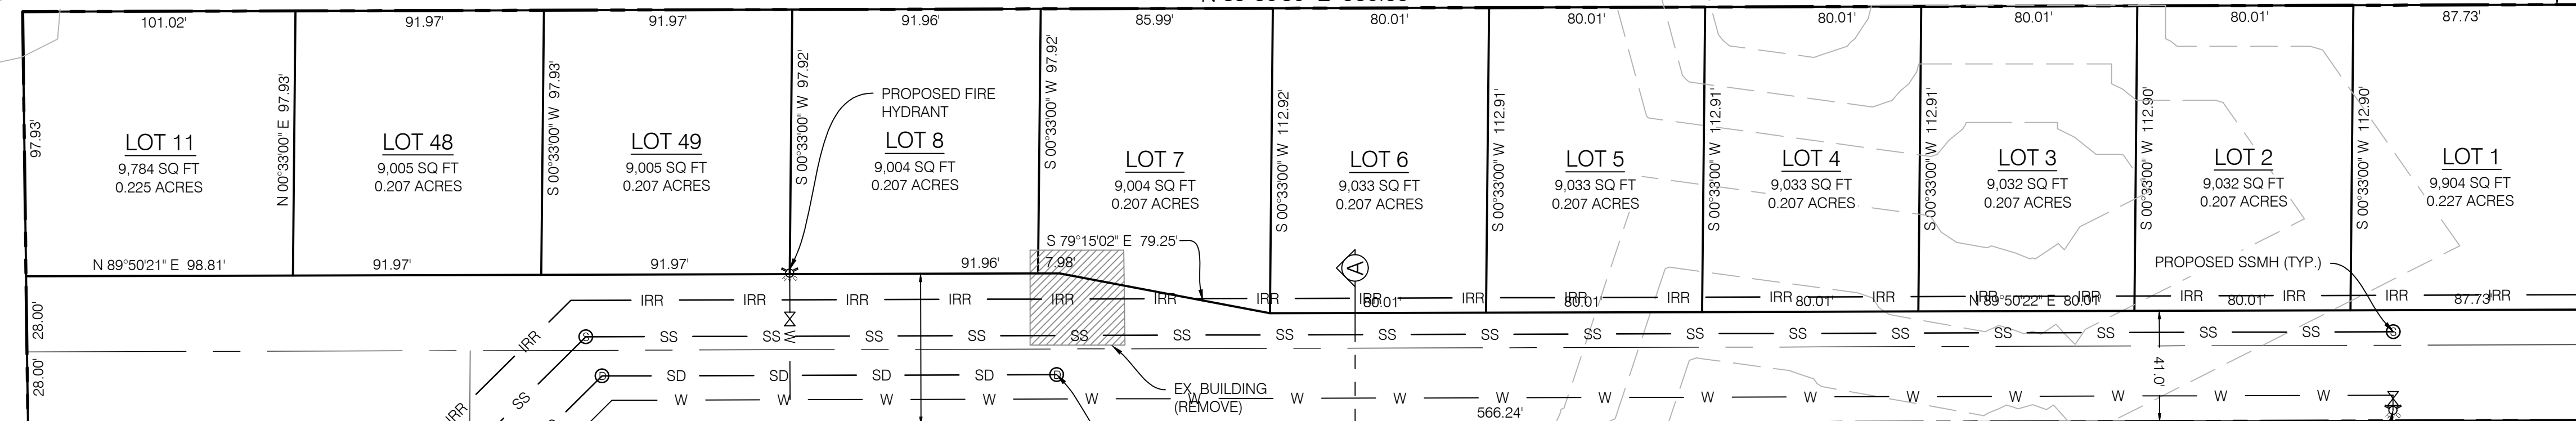 101.02'
91.97'
91.97'
91.96'
85.99'
80.01'
80.01'
80.01'
80.01'
80.01'
87.73'
97.93'
N 00°33'00" E 97.93'
S 00°33'00" W 97.93'
S 00°33'00" W 97.92'
S 00°33'00" W 97.92'
S 00°33'00" W 112.92'
S 00°33'00" W 112.91'
S 00°33'00" W 112.91'
S 00°33'00" W 112.91'
S 00°33'00" W 112.90'
S 00°33'00" W 112.90'
PROPOSED FIRE
HYDRANT
LOT 11
9,784 SQ FT
0.225 ACRES
LOT 48
9,005 SQ FT
0.207 ACRES
LOT 49
9,005 SQ FT
0.207 ACRES
LOT 8
9,004 SQ FT
0.207 ACRES
LOT 7
9,004 SQ FT
0.207 ACRES
LOT 6
9,033 SQ FT
0.207 ACRES
LOT 5
9,033 SQ FT
0.207 ACRES
LOT 4
9,033 SQ FT
0.207 ACRES
LOT 3
9,032 SQ FT
0.207 ACRES
LOT 2
9,032 SQ FT
0.207 ACRES
LOT 1
9,904 SQ FT
0.227 ACRES
S 79°15'02" E 79.25'
N 89°50'21" E 98.81'
91.97'
91.97'
91.96'
7.98'
A
PROPOSED SSMH (TYP.)
80.01'
80.01'
80.01'
N 89°50'22" E 80.01'
80.01'
87.73'
IRR IRR IRR IRR IRR IRR IRR IRR IRR IRR IRR IRR IRR IRR IRR IRR IRR IRR IRR
28.00'
28.00'
IRR
IRR
S
SS SS SS SS SS SS SS SS SS SS SS SS SS SS SS SS SS
S
SS
W
D
SD SD SD SD
D
41.0'
EX. BUILDING
(REMOVE)
W W W W W W W W W W W W W W W W W
566.24'